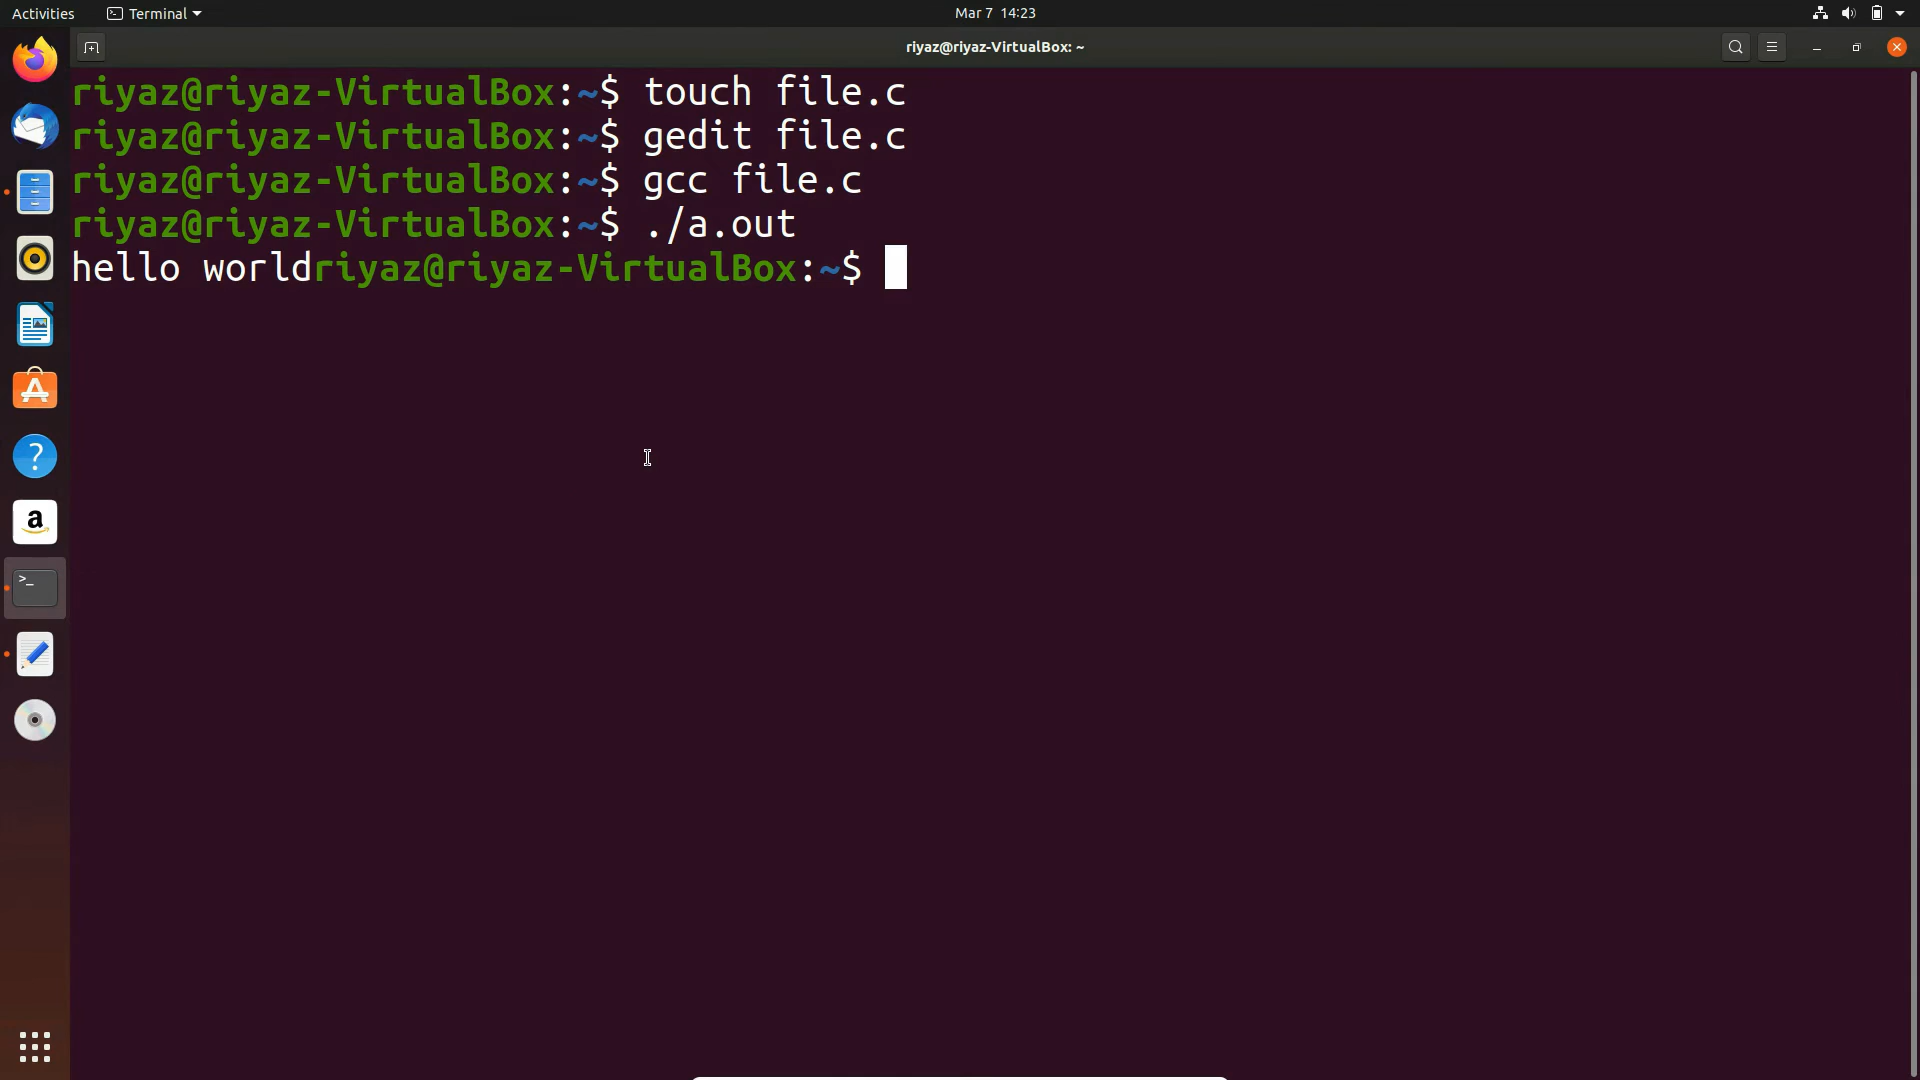 Activities Terminal Mar 7 14:23
riyaz@riyaz-VirtualBox: ~
riyaz@riyaz-VirtualBox:~$ touch file.c
riyaz@riyaz-VirtualBox:~$ gedit file.c
riyaz@riyaz-VirtualBox:~$ gcc file.c
riyaz@riyaz-VirtualBox:~$ ./a.out
hello worldriyaz@riyaz-VirtualBox:~$